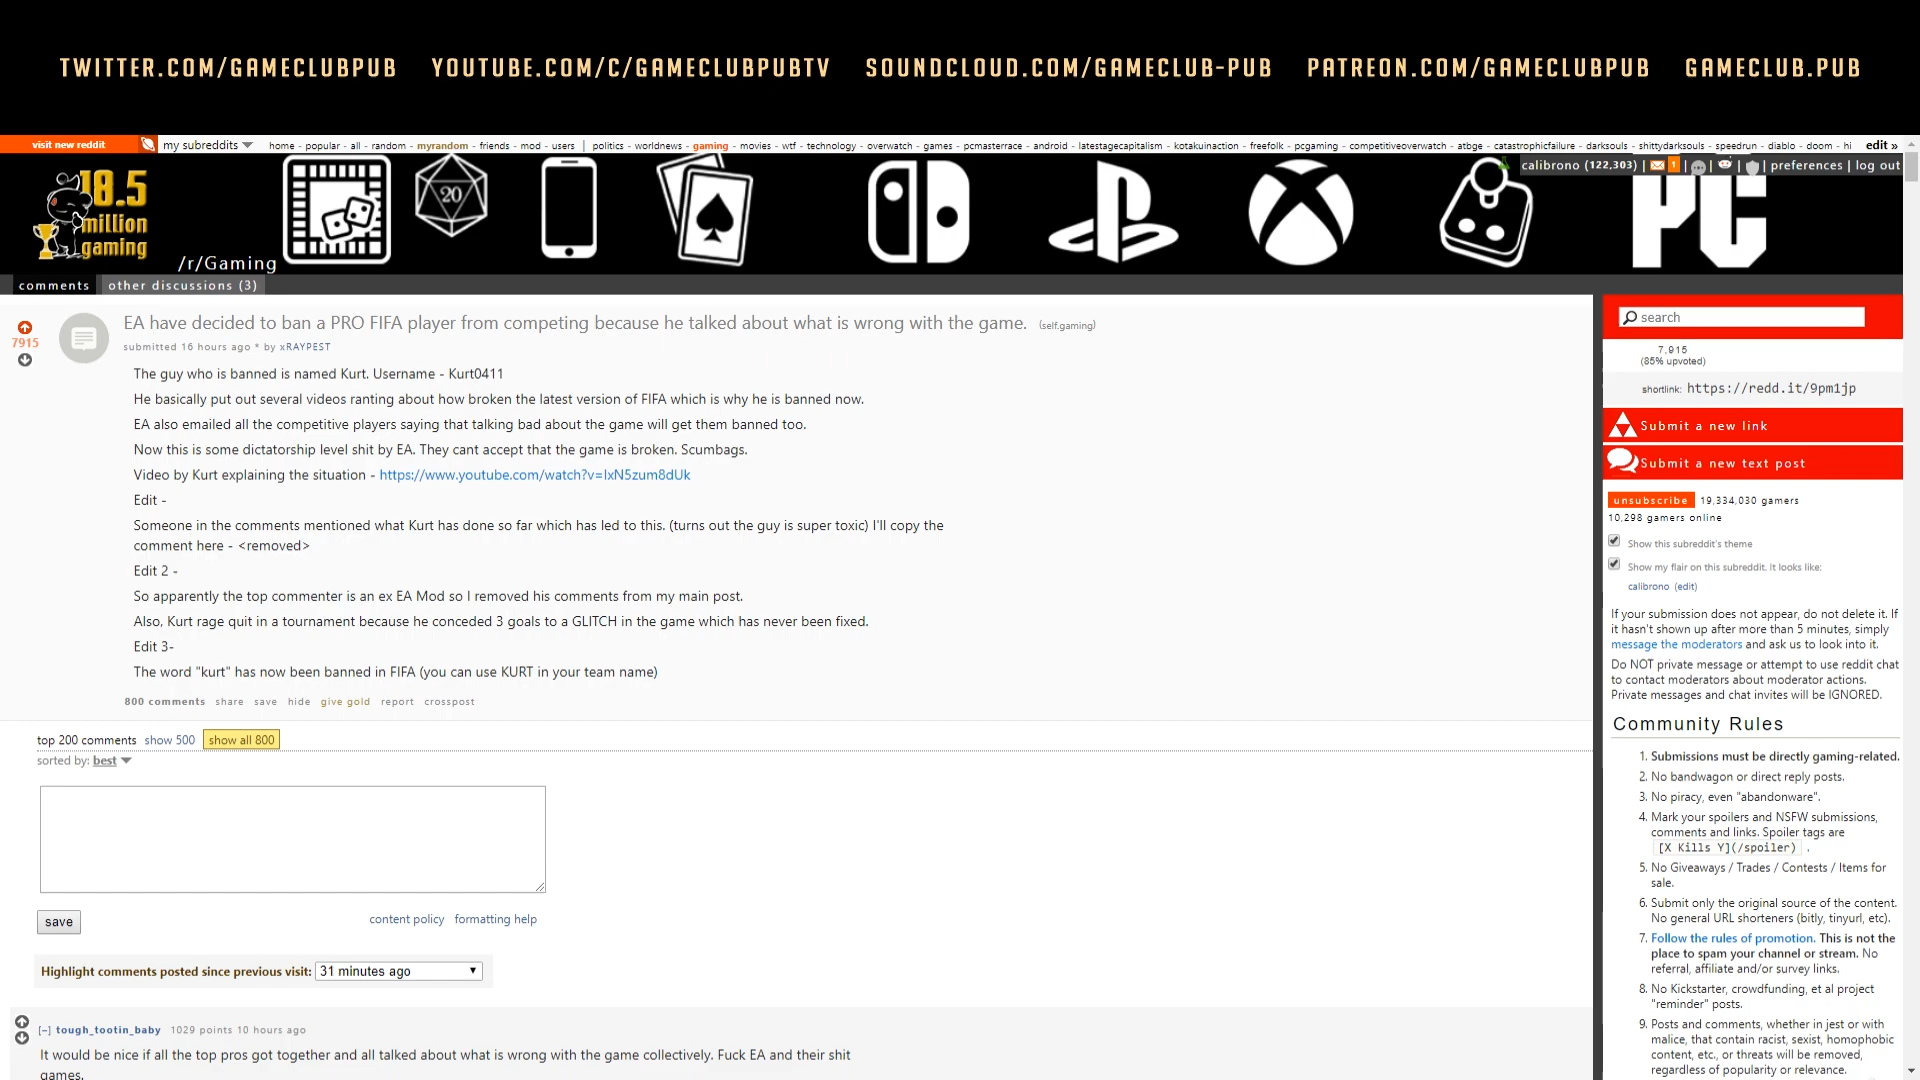 TWITTER.COM/GAMECLUBPUB YOUTUBE.COM/C/GAMECLUBPUBTV SOUNDCLOUD.COM/GAMECLUB-PUB PATREON.COM/GAMECLUBPUB GAMECLUB.PUB
visit new reddit my subreddits home - popular - all - random - myrandom - friends - mod - users | politics - worldnews - gaming - movies - wtf - technology - overwatch - games - pcmasterrace - android - latestagecapitalism - kotakuinaction - freefolk - pcgaming - competitiveoverwatch - atbge - catastrophicfailure - darksouls - shittydarksouls - speedrun - diablo - doom - hi edit »
calibrono (122,303) | 1 | | | preferences | log out
18.5
million
gaming
20
PC
/r/Gaming
comments other discussions (3)
EA have decided to ban a PRO FIFA player from competing because he talked about what is wrong with the game. (self.gaming)
7915
submitted 16 hours ago * by xRAYPEST
The guy who is banned is named Kurt. Username - Kurt0411
He basically put out several videos ranting about how broken the latest version of FIFA which is why he is banned now.
EA also emailed all the competitive players saying that talking bad about the game will get them banned too.
Now this is some dictatorship level shit by EA. They cant accept that the game is broken. Scumbags.
Video by Kurt explaining the situation - https://www.youtube.com/watch?v=lxN5zum8dUk
Edit -
Someone in the comments mentioned what Kurt has done so far which has led to this. (turns out the guy is super toxic) I'll copy the
comment here - <removed>
Edit 2 -
So apparently the top commenter is an ex EA Mod so I removed his comments from my main post.
Also, Kurt rage quit in a tournament because he conceded 3 goals to a GLITCH in the game which has never been fixed.
Edit 3-
The word "kurt" has now been banned in FIFA (you can use KURT in your team name)
800 comments share save hide give gold report crosspost
top 200 comments show 500 show all 800
sorted by: best
save content policy formatting help
Highlight comments posted since previous visit: 31 minutes ago
[–] tough_tootin_baby 1029 points 10 hours ago
It would be nice if all the top pros got together and all talked about what is wrong with the game collectively. Fuck EA and their shit
games.
search
7,915
(85% upvoted)
shortlink: https://redd.it/9pm1jp
Submit a new link
Submit a new text post
unsubscribe 19,334,030 gamers
10,298 gamers online
Show this subreddit's theme
Show my flair on this subreddit. It looks like:
calibrono (edit)
If your submission does not appear, do not delete it. If
it hasn't shown up after more than 5 minutes, simply
message the moderators and ask us to look into it.
Do NOT private message or attempt to use reddit chat
to contact moderators about moderator actions.
Private messages and chat invites will be IGNORED.
Community Rules
1. Submissions must be directly gaming-related.
2. No bandwagon or direct reply posts.
3. No piracy, even "abandonware".
4. Mark your spoilers and NSFW submissions,
comments and links. Spoiler tags are
[X Kills Y](/spoiler) .
5. No Giveaways / Trades / Contests / Items for
sale.
6. Submit only the original source of the content.
No general URL shorteners (bitly, tinyurl, etc).
7. Follow the rules of promotion. This is not the
place to spam your channel or stream. No
referral, affiliate and/or survey links.
8. No Kickstarter, crowdfunding, et al project
"reminder" posts.
9. Posts and comments, whether in jest or with
malice, that contain racist, sexist, homophobic
content, etc., or threats will be removed,
regardless of popularity or relevance.